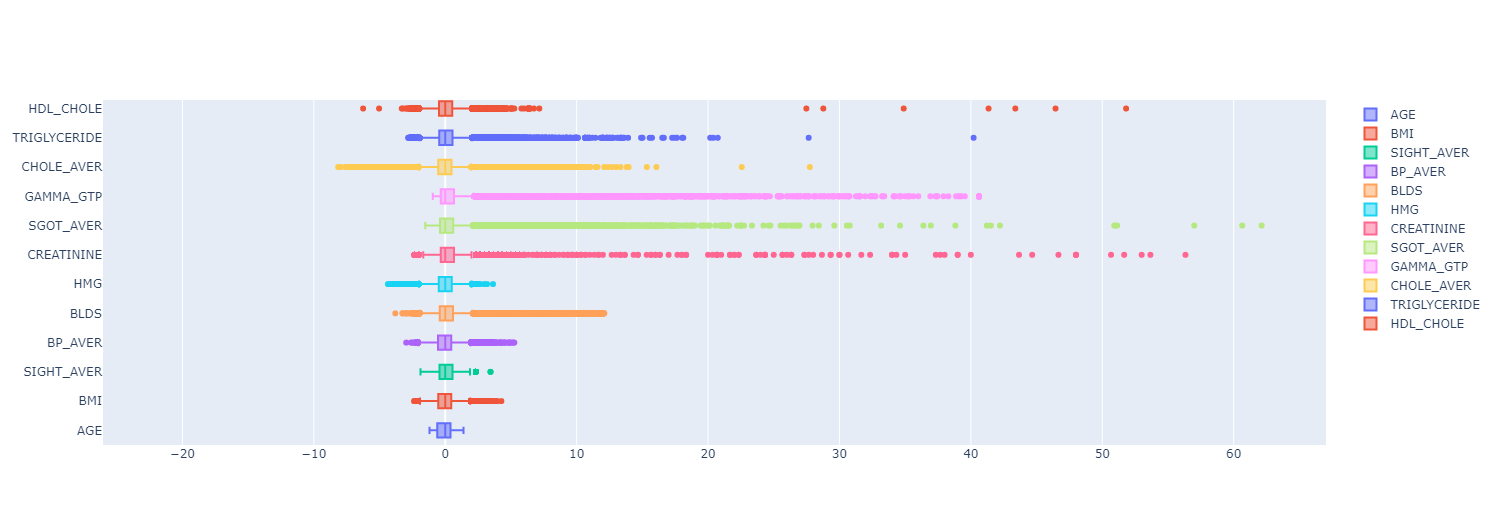 HDL_CHOLE
TRIGLYCERIDE
CHOLE_AVER
GAMMA_GTP
SGOT_AVER
CREATININE
HMG
BLDS
BP_AVER
SIGHT_AVER
BMI
AGE
−20 −10 0 10 20 30 40 50 60
AGE
BMI
SIGHT_AVER
BP_AVER
BLDS
HMG
CREATININE
SGOT_AVER
GAMMA_GTP
CHOLE_AVER
TRIGLYCERIDE
HDL_CHOLE